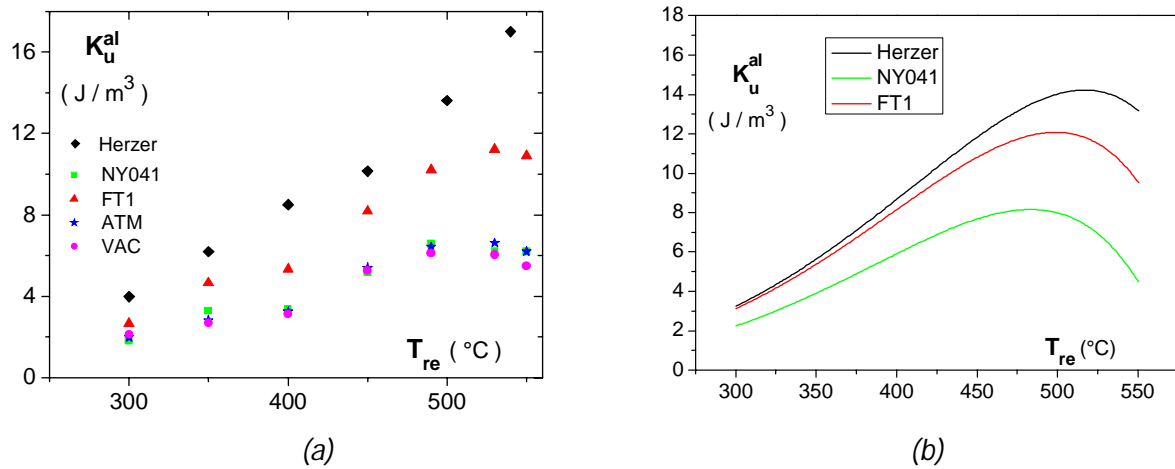 K_u^al
( J / m³ )
Herzer
NY041
FT1
ATM
VAC
T_re ( °C )
16
12
8
4
0
300
400
500
(a)
K_u^al
( J / m³ )
Herzer
NY041
FT1
T_re (°C)
18
16
14
12
10
8
6
4
2
0
300
350
400
450
500
550
(b)